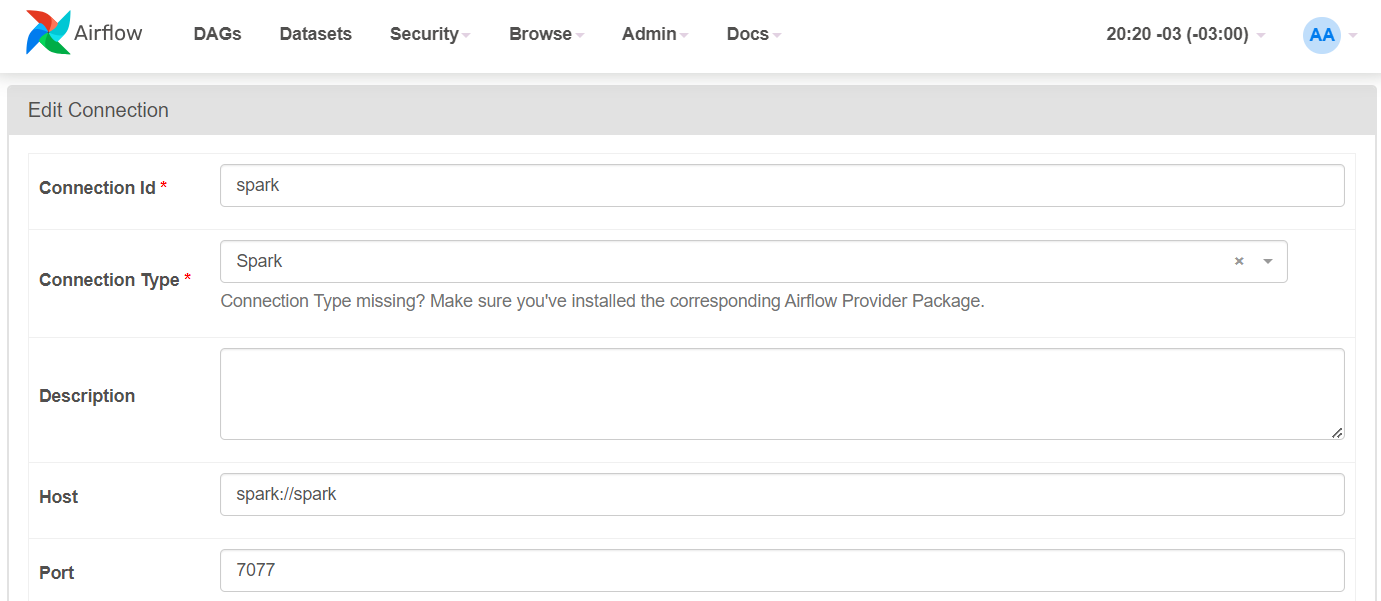 Airflow DAGs Datasets Security Browse Admin Docs 20:20 -03 (-03:00) AA
Edit Connection
Connection Id * spark
Connection Type * Spark × 
Connection Type missing? Make sure you've installed the corresponding Airflow Provider Package.
Description
Host spark://spark
Port 7077